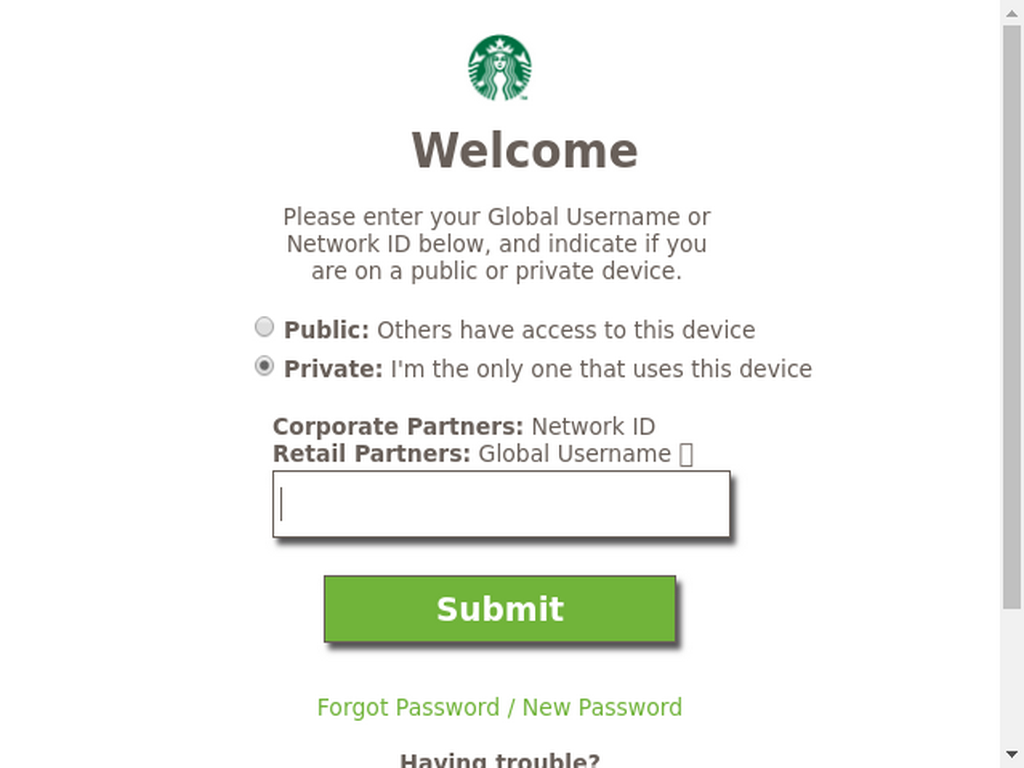 Welcome
Please enter your Global Username or
Network ID below, and indicate if you
are on a public or private device.
Public: Others have access to this device
Private: I'm the only one that uses this device
Corporate Partners: Network ID
Retail Partners: Global Username
Submit
Forgot Password / New Password
Having trouble?